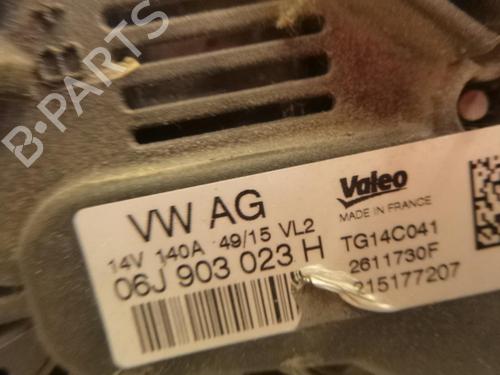 B-PARTS
VW AG
14V 140A 49/15 VL2
06J 903 023 H
Valeo
MADE IN FRANCE
TG14C041
2611730F
215177207